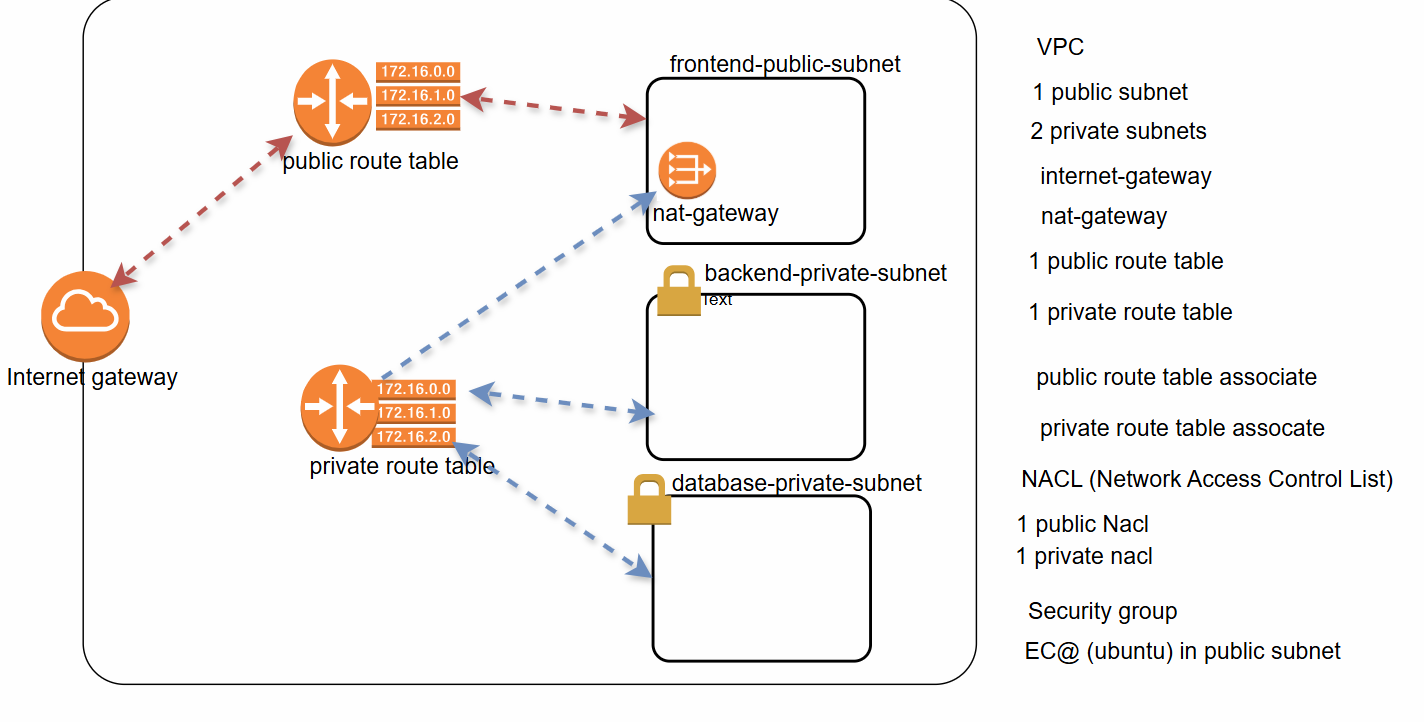 frontend-public-subnet
172.16.0.0
172.16.1.0
172.16.2.0
public route table
nat-gateway
backend-private-subnet
Text
Internet gateway
172.16.0.0
172.16.1.0
172.16.2.0
private route table
database-private-subnet
VPC
1 public subnet
2 private subnets
internet-gateway
nat-gateway
1 public route table
1 private route table
public route table associate
private route table assocate
NACL (Network Access Control List)
1 public Nacl
1 private nacl
Security group
EC@ (ubuntu) in public subnet